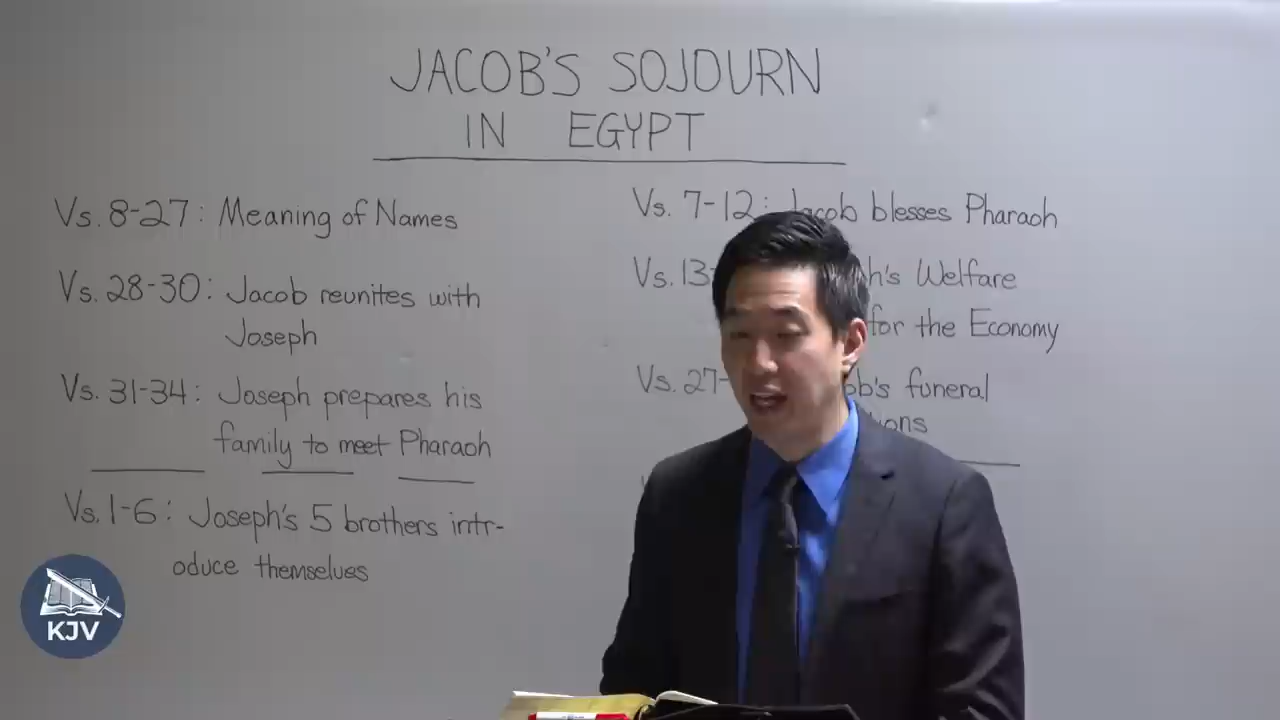 JACOB'S SOJOURN
IN EGYPT
Vs. 8-27: Meaning of Names
Vs. 28-30: Jacob reunites with
Joseph
Vs. 31-34: Joseph prepares his
family to meet Pharaoh
Vs. 1-6: Joseph's 5 brothers intr-
oduce themselves
Vs. 7-12: Jacob blesses Pharaoh
Vs. 13- h's Welfare
for the Economy
Vs. 27- ob's funeral
ons
KJV